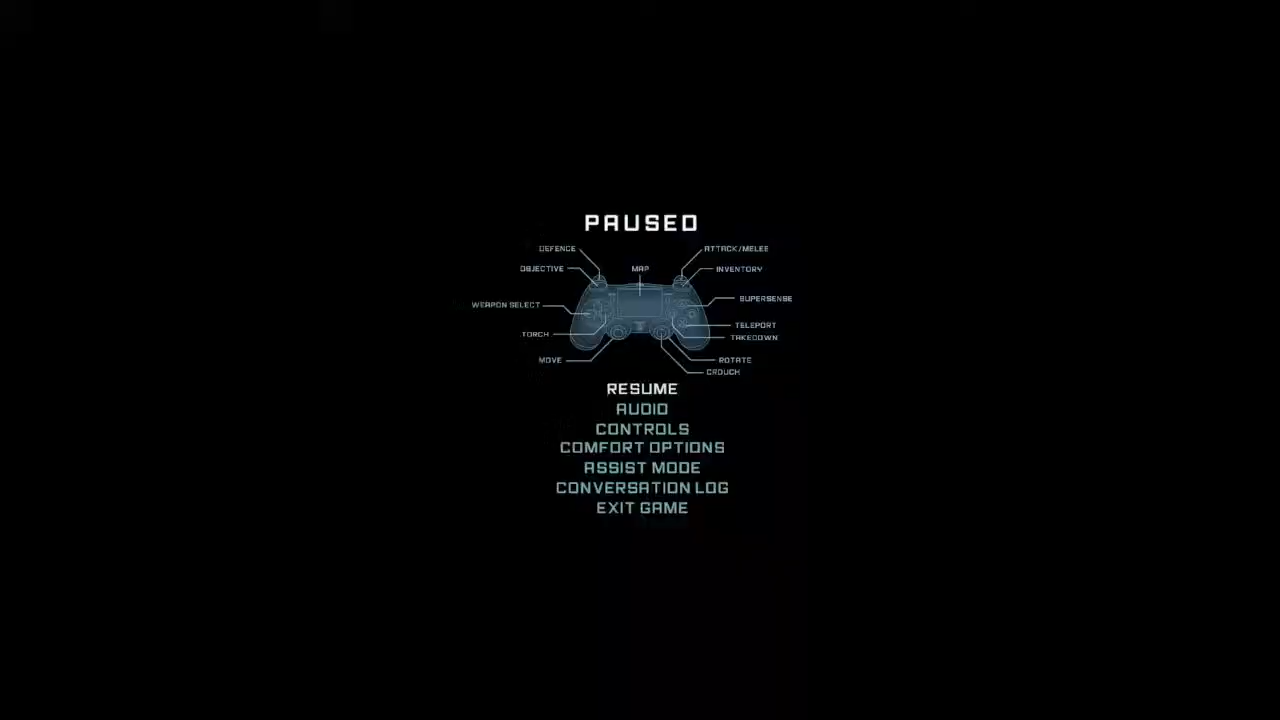 PAUSED
DEFENCE
ATTACK/MELEE
OBJECTIVE
MAP
INVENTORY
SUPERSENSE
WEAPON SELECT
TELEPORT
TORCH
TAKEDOWN
MOVE
ROTATE
CROUCH
RESUME
AUDIO
CONTROLS
COMFORT OPTIONS
ASSIST MODE
CONVERSATION LOG
EXIT GAME